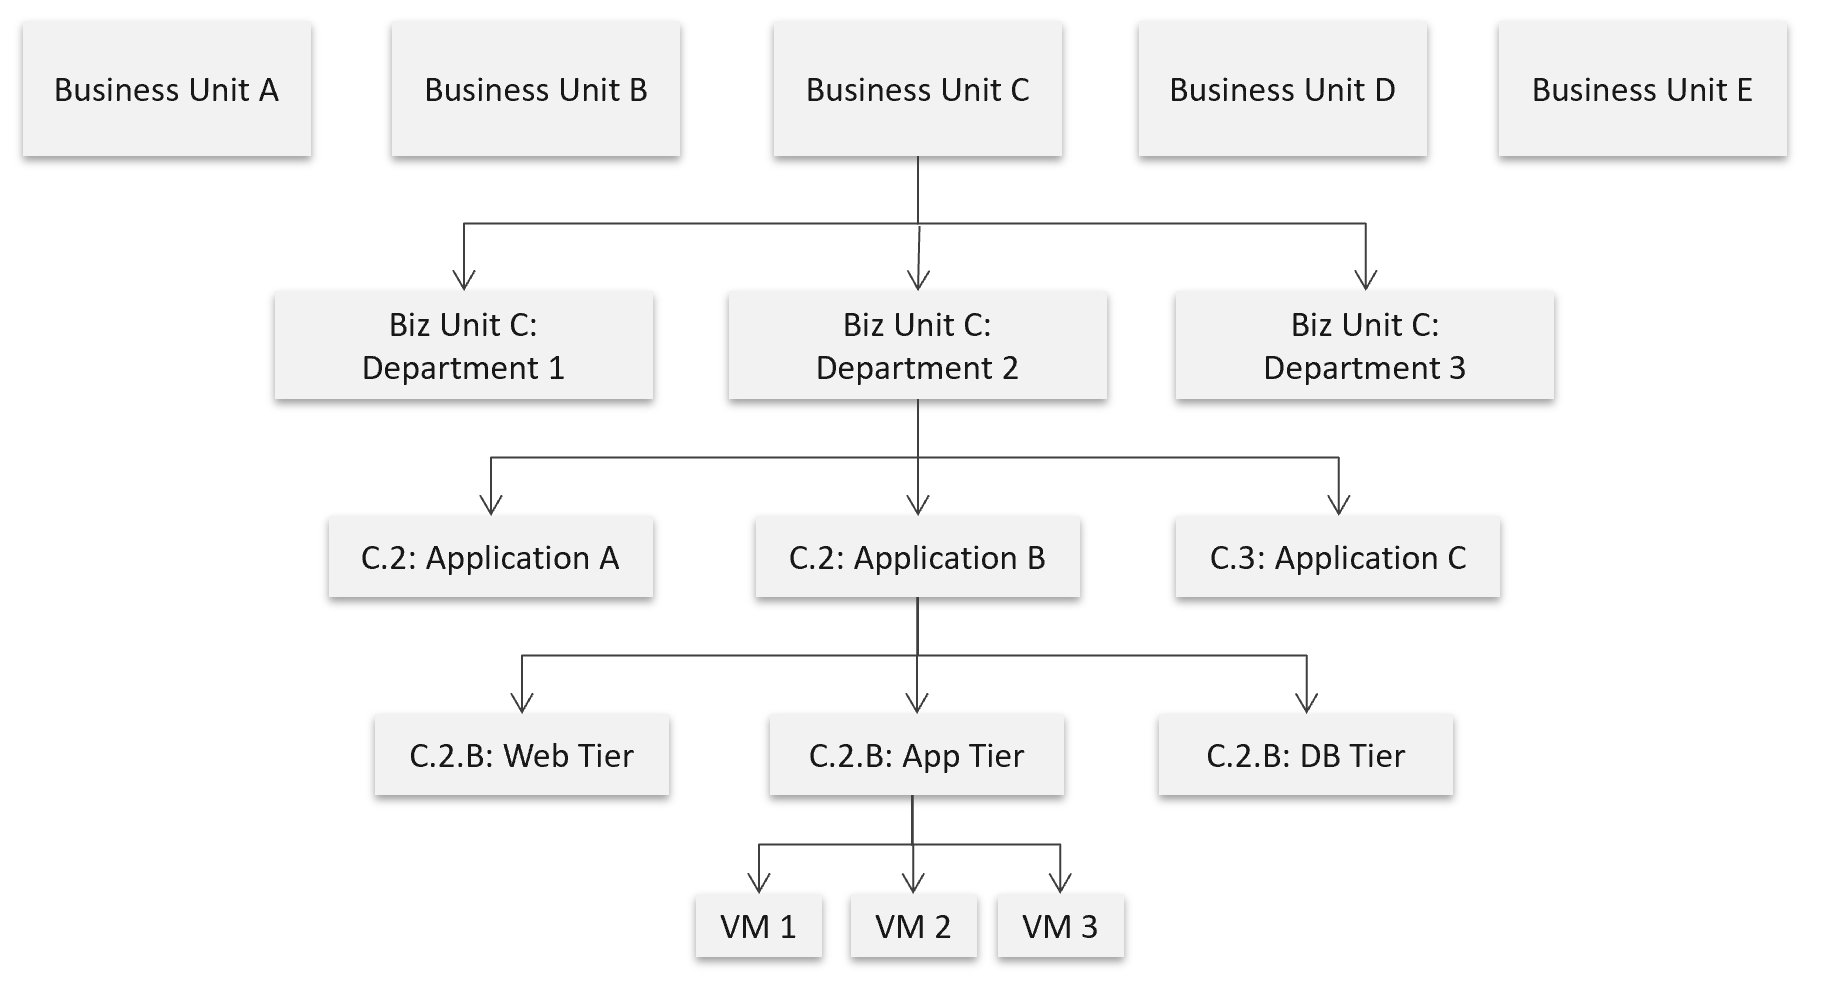 Business Unit A
Business Unit B
Business Unit C
Business Unit D
Business Unit E
Biz Unit C:
Department 1
Biz Unit C:
Department 2
Biz Unit C:
Department 3
C.2: Application A
C.2: Application B
C.3: Application C
C.2.B: Web Tier
C.2.B: App Tier
C.2.B: DB Tier
VM 1
VM 2
VM 3